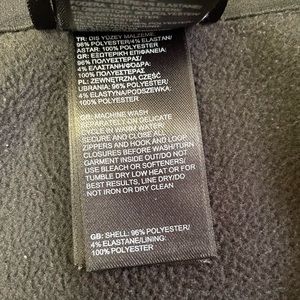 TR: DIŞ YÜZEY MALZEME:
96% POLYESTER/4% ELASTAN/
ASTAR: 100% POLYESTER
GR: ΕΞΩΤΕΡΙΚΗ ΕΠΙΦΑΝΕΙΑ:
96% ΠΟΛΥΕΣΤΕΡΑΣ
4% ΕΛΑΣΤΑΝΗ/ΦΟΔΡΑ:
100% ΠΟΛΥΕΣΤΕΡΑΣ
PL: ZEWNĘTRZNA CZĘŚĆ
UBRANIA: 96% POLYESTER/
4% ELASTYNA/PODSZEWKA:
100% POLYESTER
GB: MACHINE WASH
SEPARATELY ON DELICATE
CYCLE IN WARM WATER/
SECURE AND CLOSE ALL
ZIPPERS AND HOOK AND LOOP
CLOSURES BEFORE WASH/TURN
GARMENT INSIDE OUT/DO NOT
USE BLEACH OR SOFTENERS/
TUMBLE DRY LOW HEAT OR FOR
BEST RESULTS, LINE DRY/DO
NOT IRON OR DRY CLEAN
GB: SHELL: 96% POLYESTER/
4% ELASTANE/LINING:
100% POLYESTER